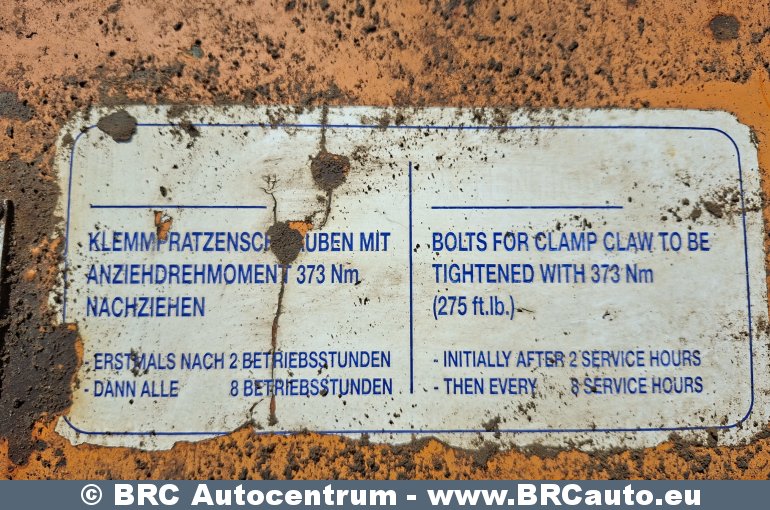 KLEMMPRATZENSCHRAUBEN MIT
ANZIEHDREHMOMENT 373 Nm
NACHZIEHEN
- ERSTMALS NACH 2 BETRIEBSSTUNDEN
- DANN ALLE 8 BETRIEBSSTUNDEN
BOLTS FOR CLAMP CLAW TO BE
TIGHTENED WITH 373 Nm
(275 ft.lb.)
- INITIALLY AFTER 2 SERVICE HOURS
- THEN EVERY 8 SERVICE HOURS
© BRC Autocentrum - www.BRCauto.eu